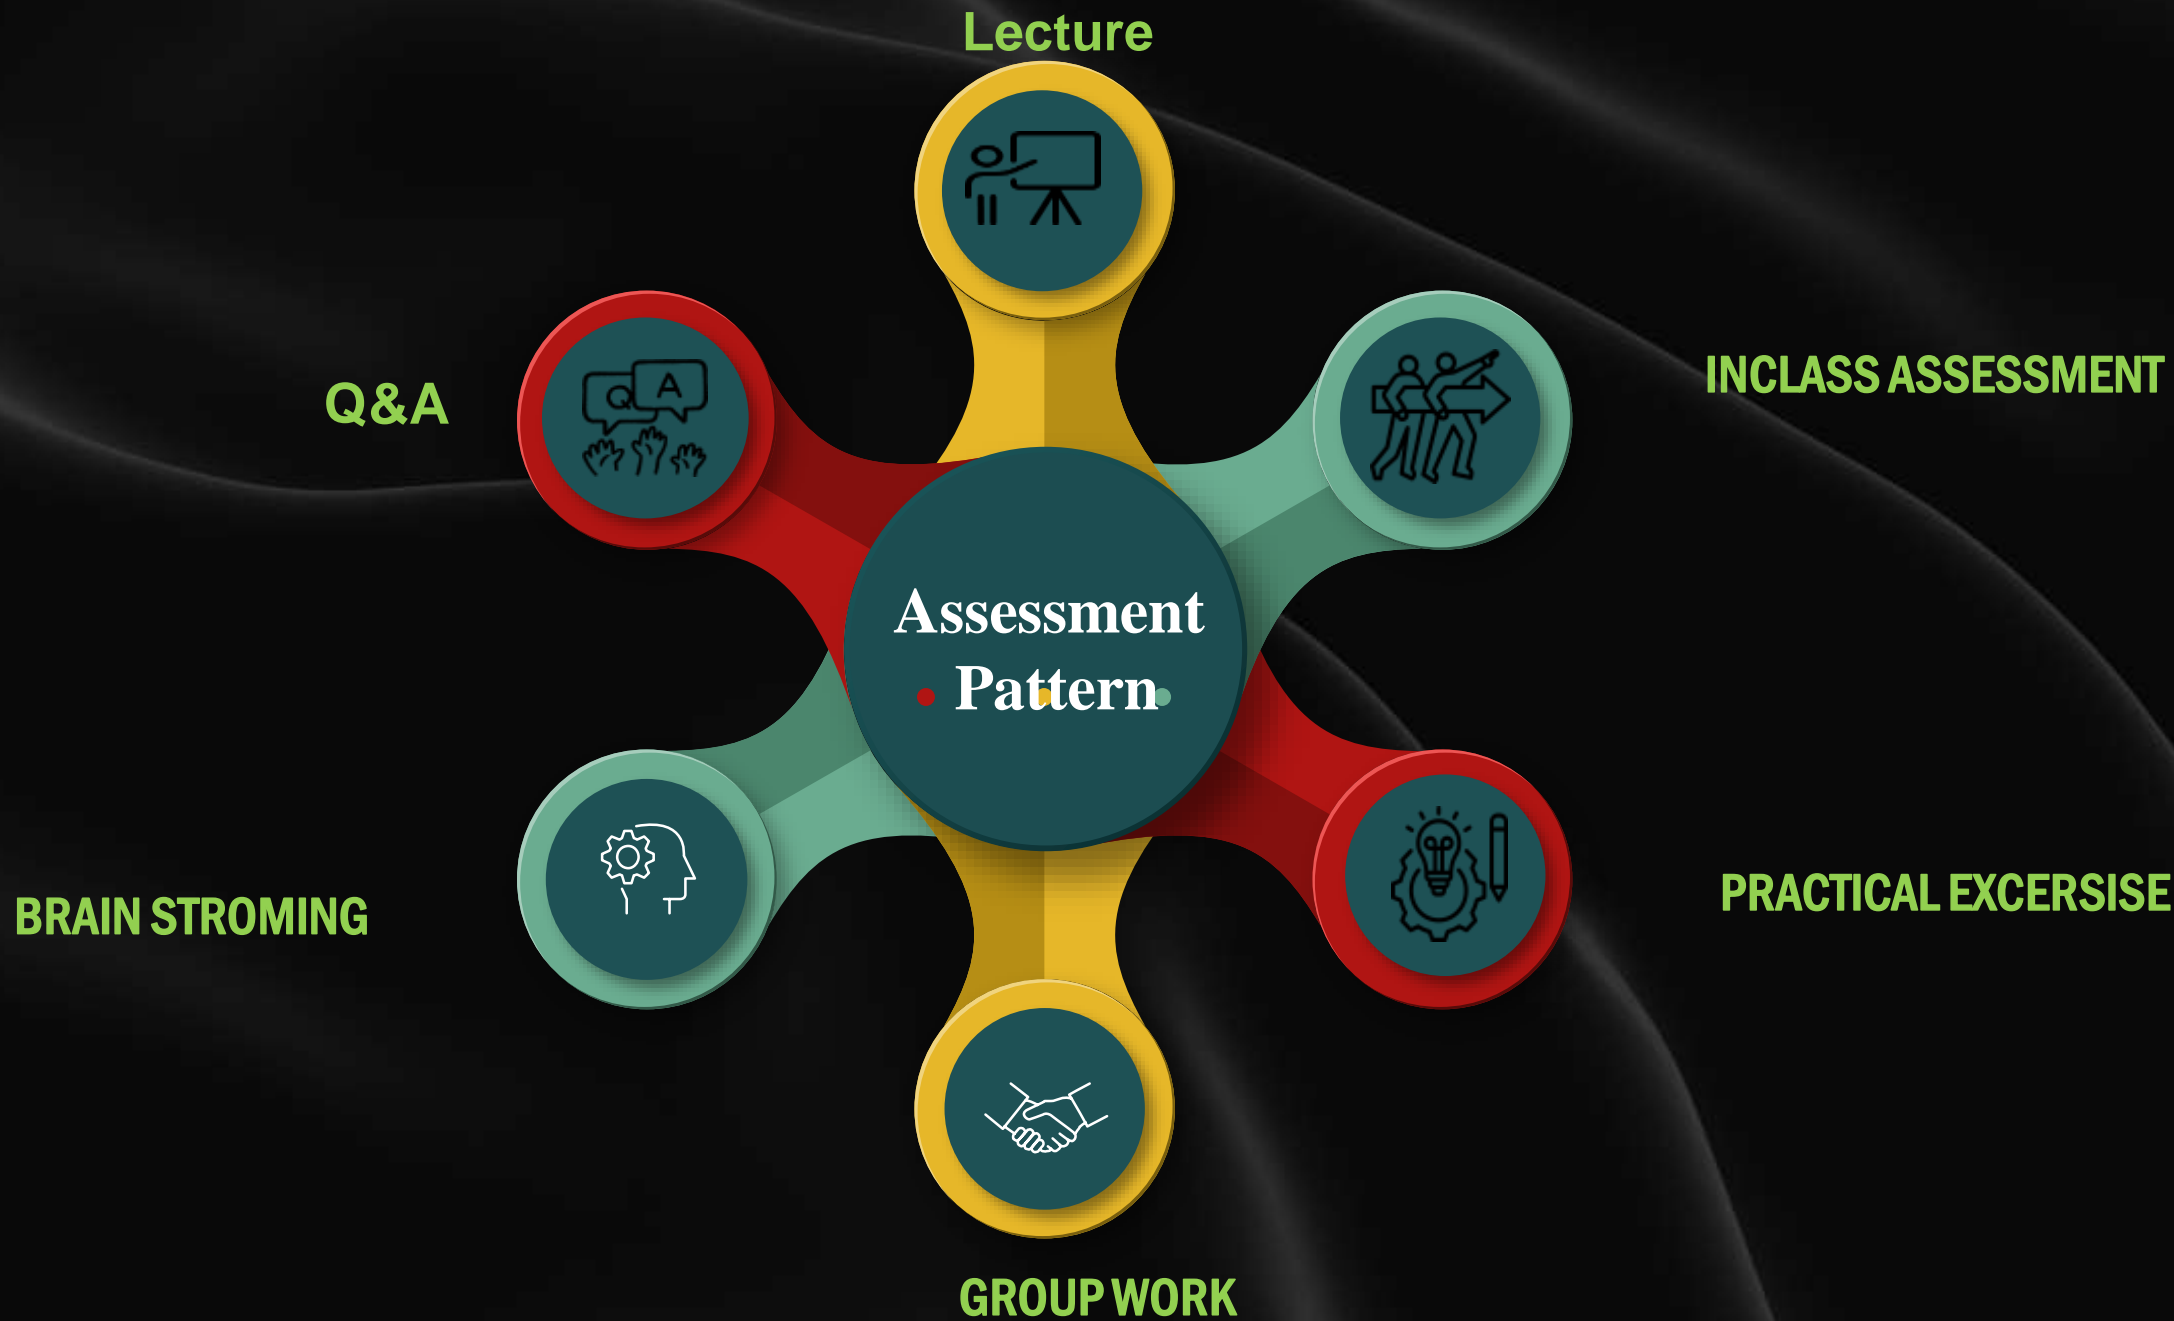 Lecture
INCLASS ASSESSMENT
Q&A
Q A
Assessment
Pattern
PRACTICAL EXCERSISE
BRAIN STROMING
GROUP WORK